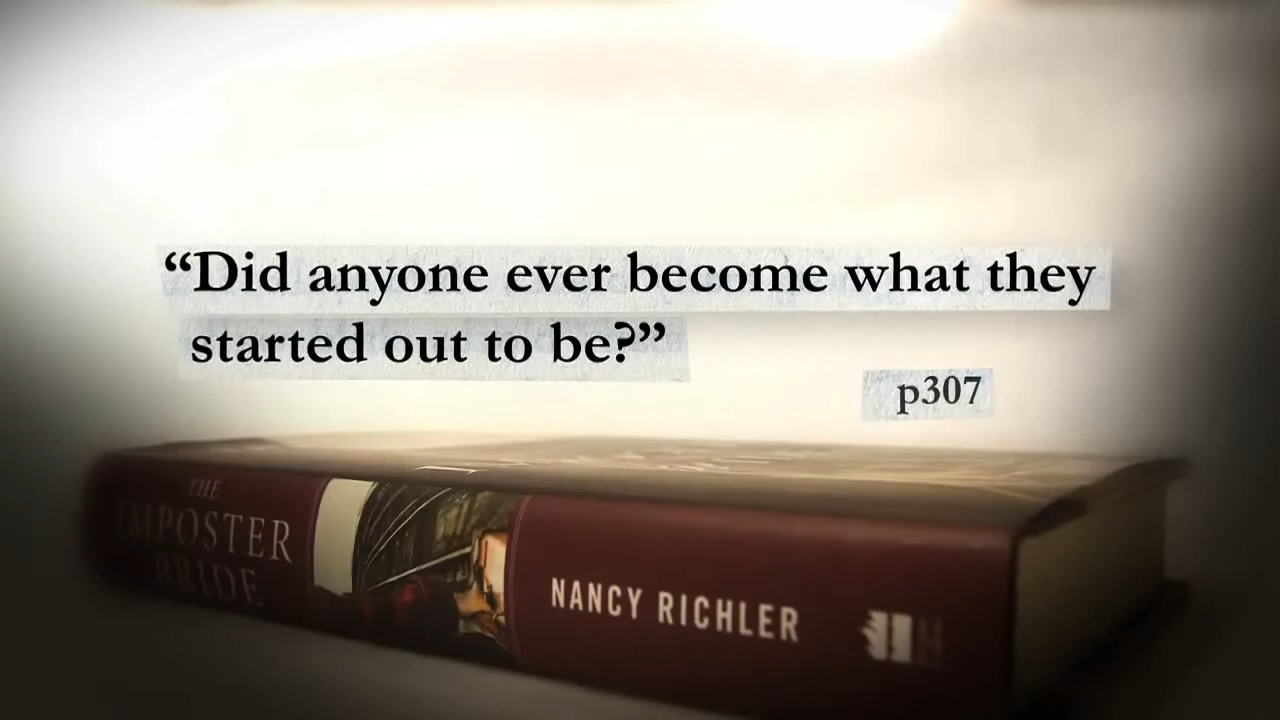 “Did anyone ever become what they
started out to be?”
p307
THE
IMPOSTER
BRIDE
NANCY RICHLER